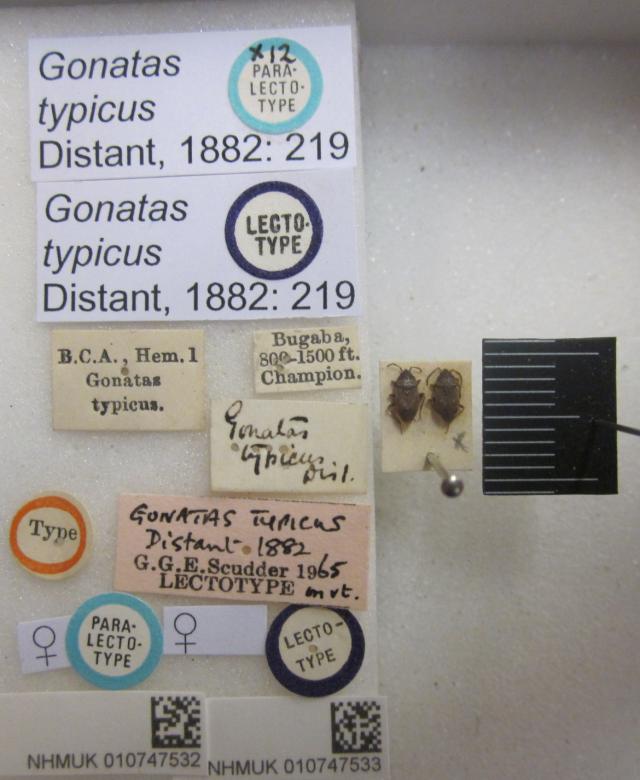 Gonatas
typicus
Distant, 1882: 219
x12
PARA-
LECTO-
TYPE
Gonatas
typicus
Distant, 1882: 219
LECTO-
TYPE
B.C.A., Hem. 1
Gonatas
typicus.
Bugaba,
800-1500 ft.
Champion.
Gonatas
typicus
Dist.
Type
GONATAS TYPICUS
Distant 1882
G.G.E.Scudder 1965
LECTOTYPE mvt.
♀
PARA-
LECTO-
TYPE
♀
LECTO-
TYPE
x
NHMUK 010747532
NHMUK 010747533